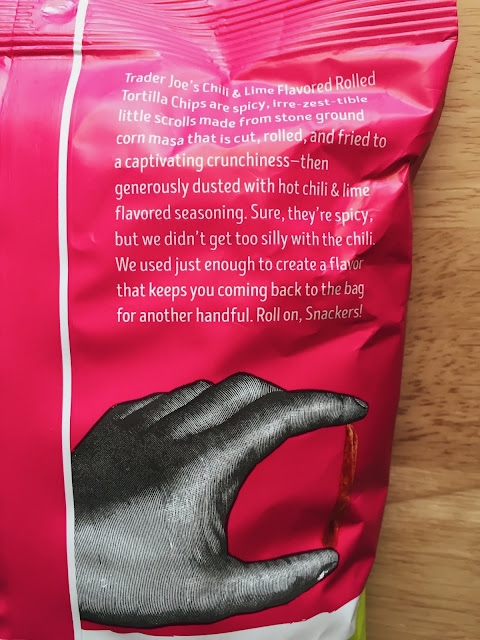 Trader Joe's Chili & Lime Flavored Rolled
Tortilla Chips are spicy, irre-zest-tible
little scrolls made from stone ground
corn masa that is cut, rolled, and fried to
a captivating crunchiness—then
generously dusted with hot chili & lime
flavored seasoning. Sure, they're spicy,
but we didn't get too silly with the chili.
We used just enough to create a flavor
that keeps you coming back to the bag
for another handful. Roll on, Snackers!